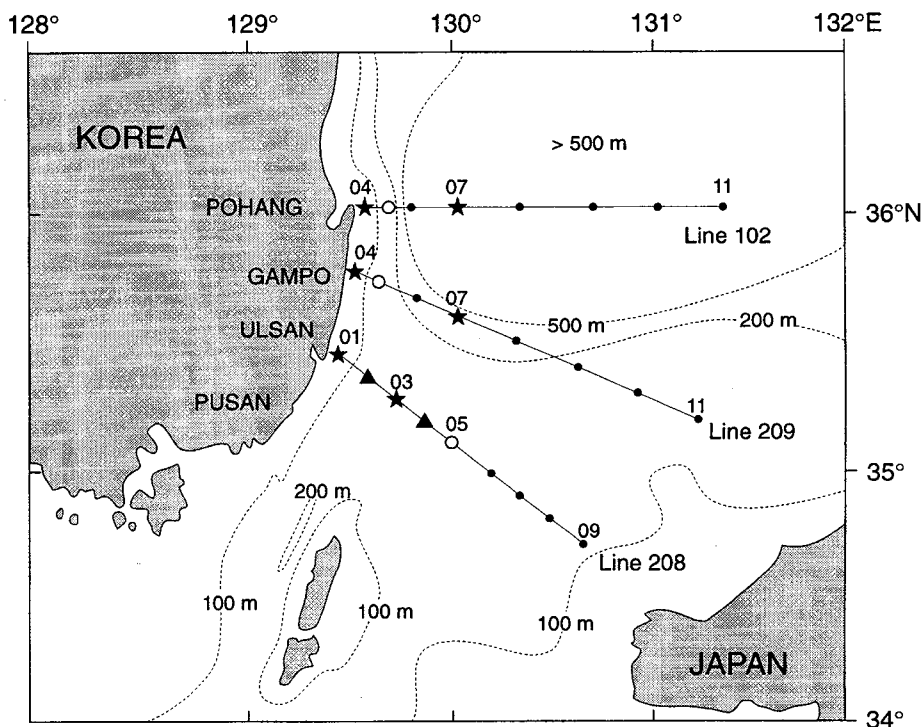 128°
129°
130°
131°
132°E
KOREA
> 500 m
04
07
11
POHANG
36°N
Line 102
04
GAMPO
07
500 m
200 m
ULSAN
01
03
PUSAN
11
05
Line 209
35°
200 m
09
Line 208
100 m
100 m
100 m
JAPAN
34°